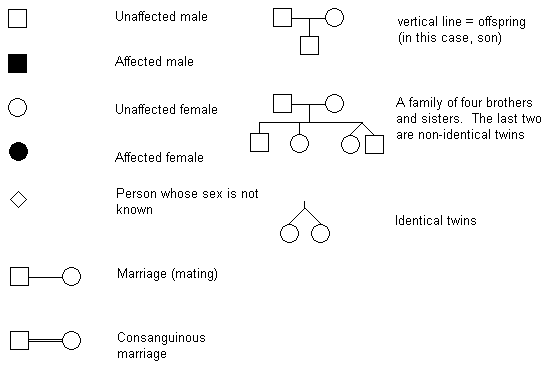 Unaffected male
Affected male
Unaffected female
Affected female
Person whose sex is not
known
Marriage (mating)
Consanguinous
marriage
vertical line = offspring
(in this case, son)
A family of four brothers
and sisters. The last two
are non-identical twins
Identical twins